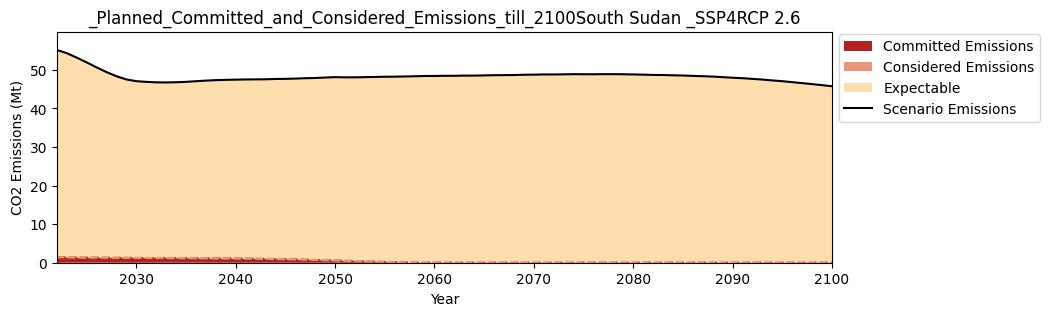 _Planned_Committed_and_Considered_Emissions_till_2100South Sudan _SSP4RCP 2.6
Committed Emissions
Considered Emissions
Expectable
Scenario Emissions
CO2 Emissions (Mt)
50
40
30
20
10
0
2030 2040 2050 2060 2070 2080 2090 2100
Year